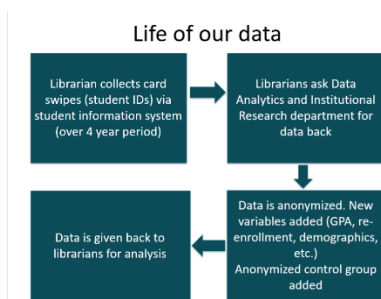 Life of our data
Librarian collects card
swipes (student IDs) via
student information system
(over 4 year period)
Librarians ask Data
Analytics and Institutional
Research department for
data back
Data is anonymized. New
variables added (GPA, re-
enrollment, demographics,
etc.)
Anonymized control group
added
Data is given back to
librarians for analysis